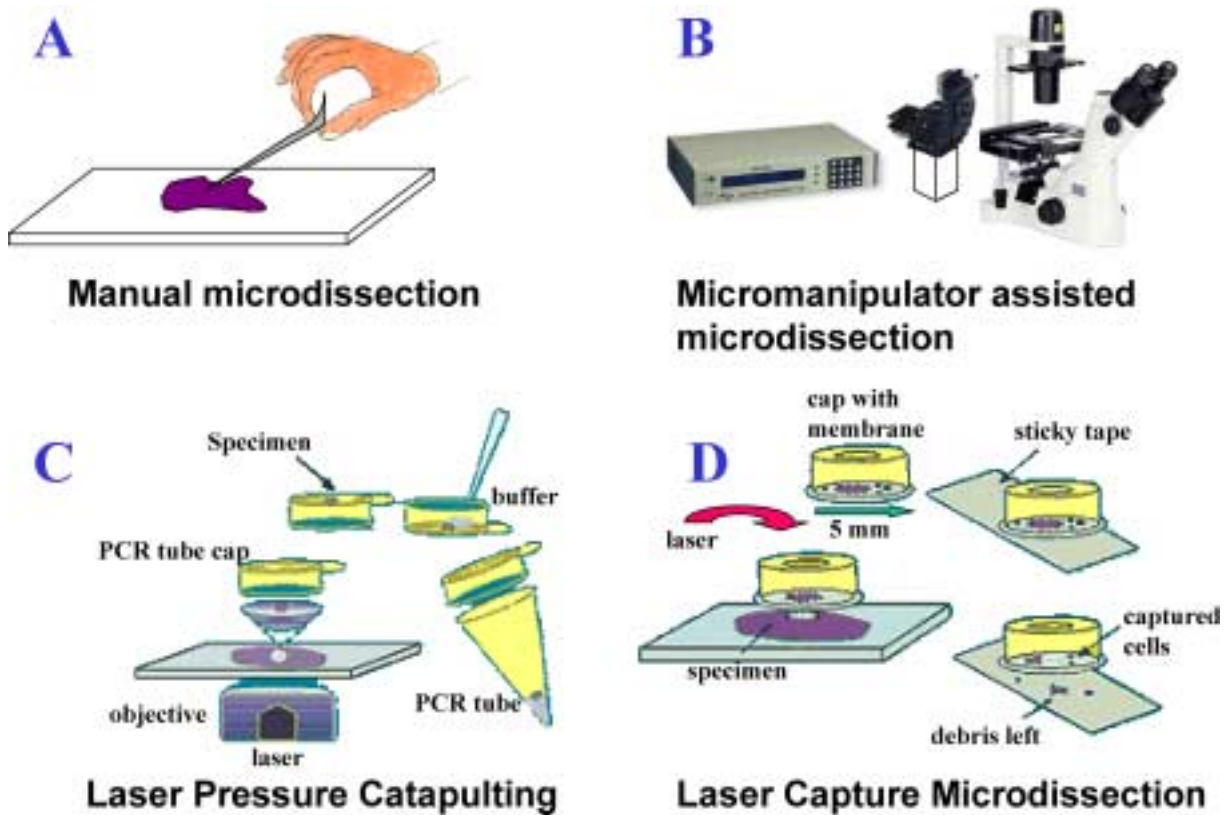 A
Manual microdissection
B
Micromanipulator assisted
microdissection
C
Specimen
buffer
PCR tube cap
objective
PCR tube
laser
Laser Pressure Catapulting
D
cap with
membrane
sticky tape
laser
5 mm
captured
cells
specimen
debris left
Laser Capture Microdissection